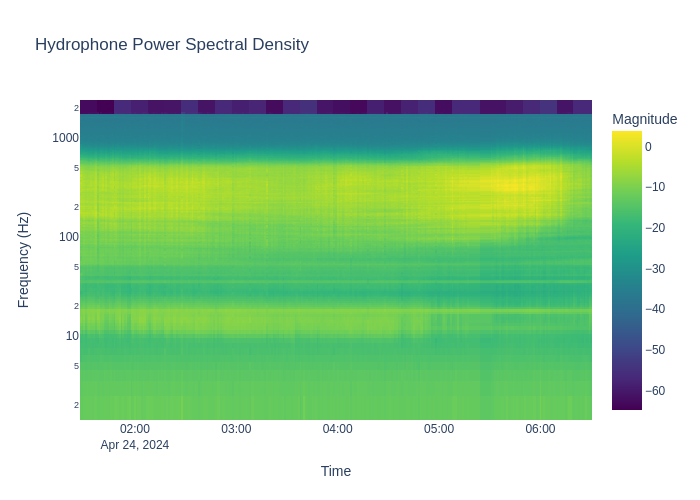 Hydrophone Power Spectral Density
Magnitude
2
1000
5
2
100
5
2
10
5
2
Frequency (Hz)
0
−10
−20
−30
−40
−50
−60
02:00 03:00 04:00 05:00 06:00
Apr 24, 2024
Time